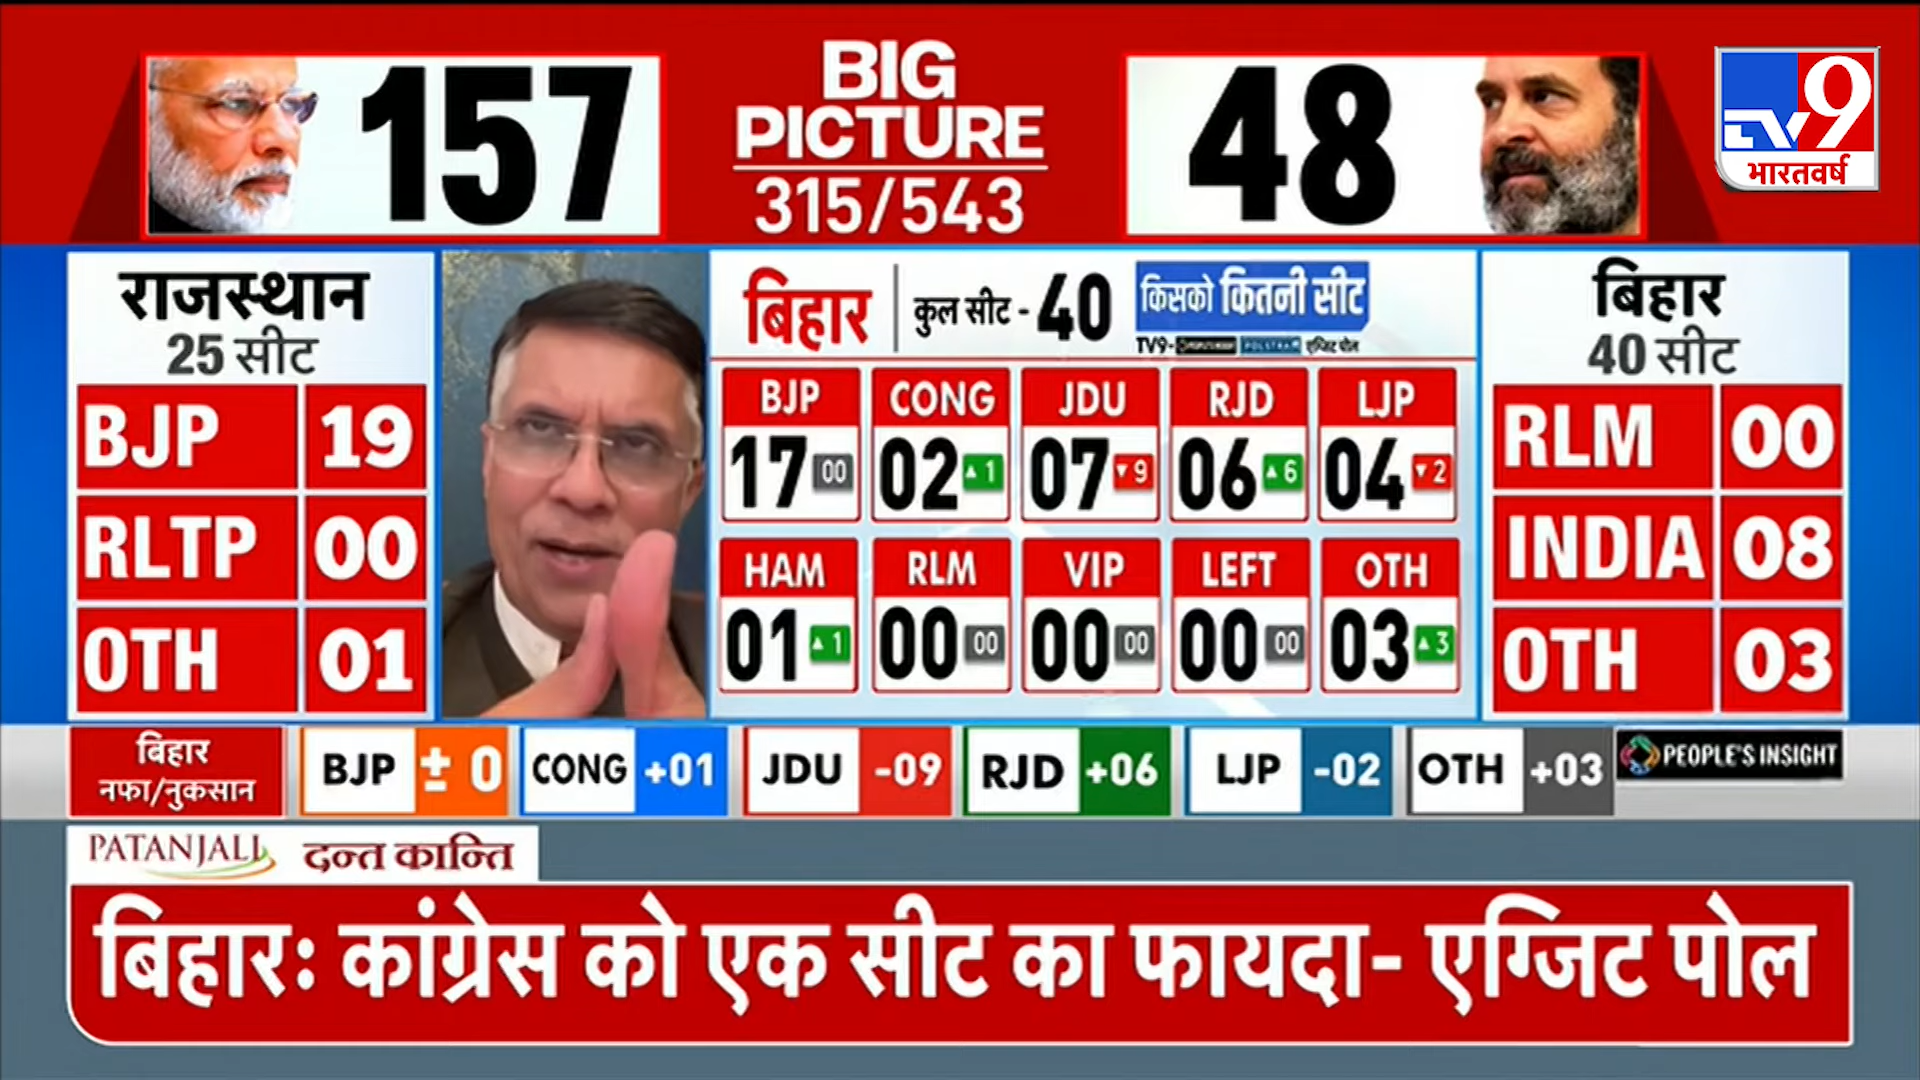 157
BIG
PICTURE
315/543
48
TV9
भारतवर्ष
राजस्थान
25 सीट
BJP 19
RLTP 00
OTH 01
बिहार कुल सीट - 40 किसको कितनी सीट
TV9- POLSTRAT एग्जिट पोल
BJP CONG JDU RJD LJP
17 00 02 ▲1 07 ▼9 06 ▲6 04 ▼2
HAM RLM VIP LEFT OTH
01 ▲1 00 00 00 00 00 00 03 ▲3
बिहार
40 सीट
RLM 00
INDIA 08
OTH 03
बिहार
नफा/नुकसान
BJP ± 0 CONG +01 JDU -09 RJD +06 LJP -02 OTH +03
PEOPLE'S INSIGHT
PATANJALI दन्त कान्ति
बिहार: कांग्रेस को एक सीट का फायदा- एग्जिट पोल